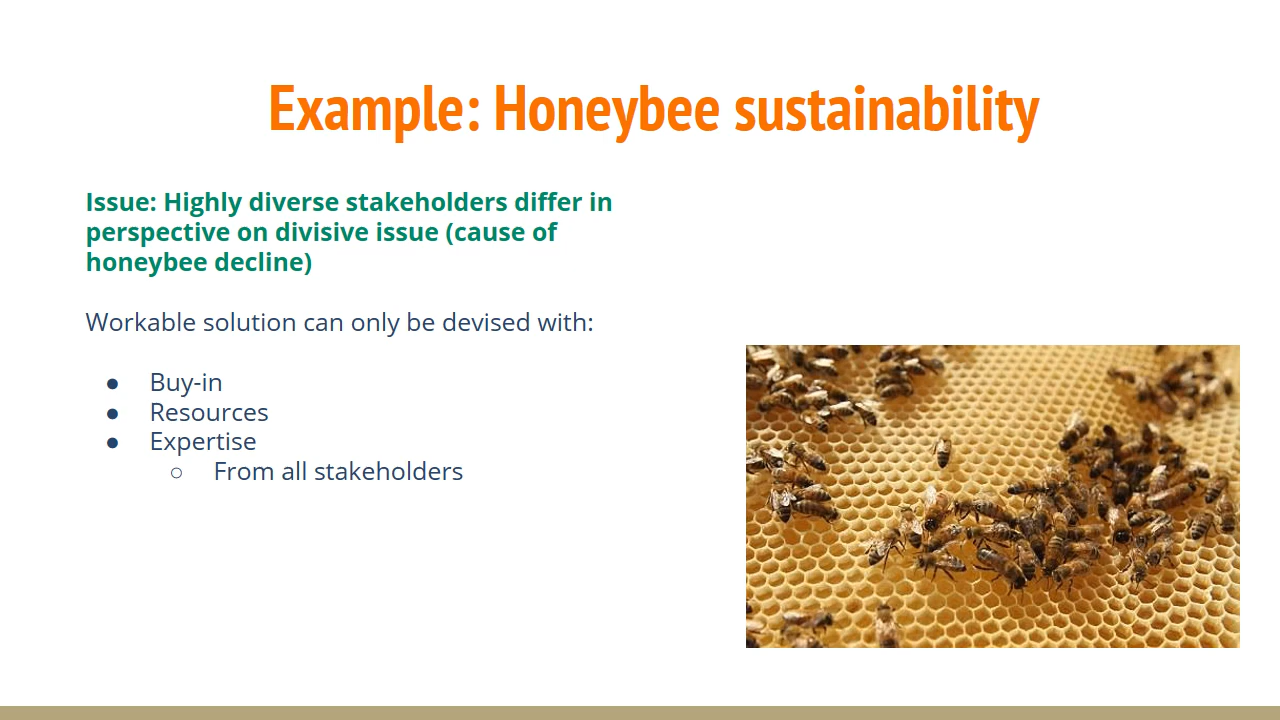 Example: Honeybee sustainability
Issue: Highly diverse stakeholders differ in
perspective on divisive issue (cause of
honeybee decline)
Workable solution can only be devised with:
● Buy-in
● Resources
● Expertise
○ From all stakeholders